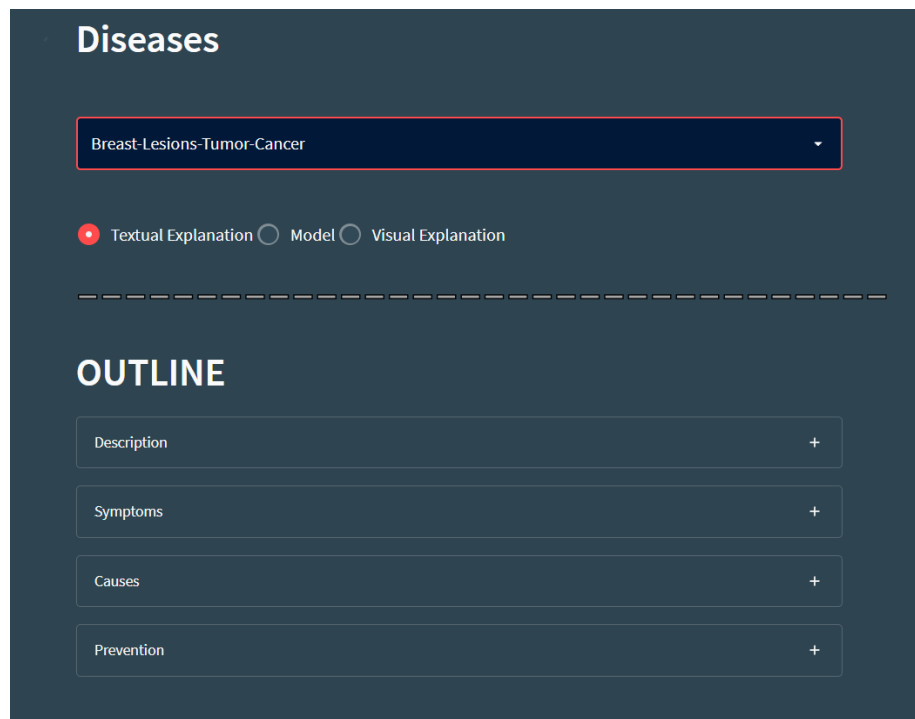 Diseases
Breast-Lesions-Tumor-Cancer
Textual Explanation Model Visual Explanation
OUTLINE
Description +
Symptoms +
Causes +
Prevention +